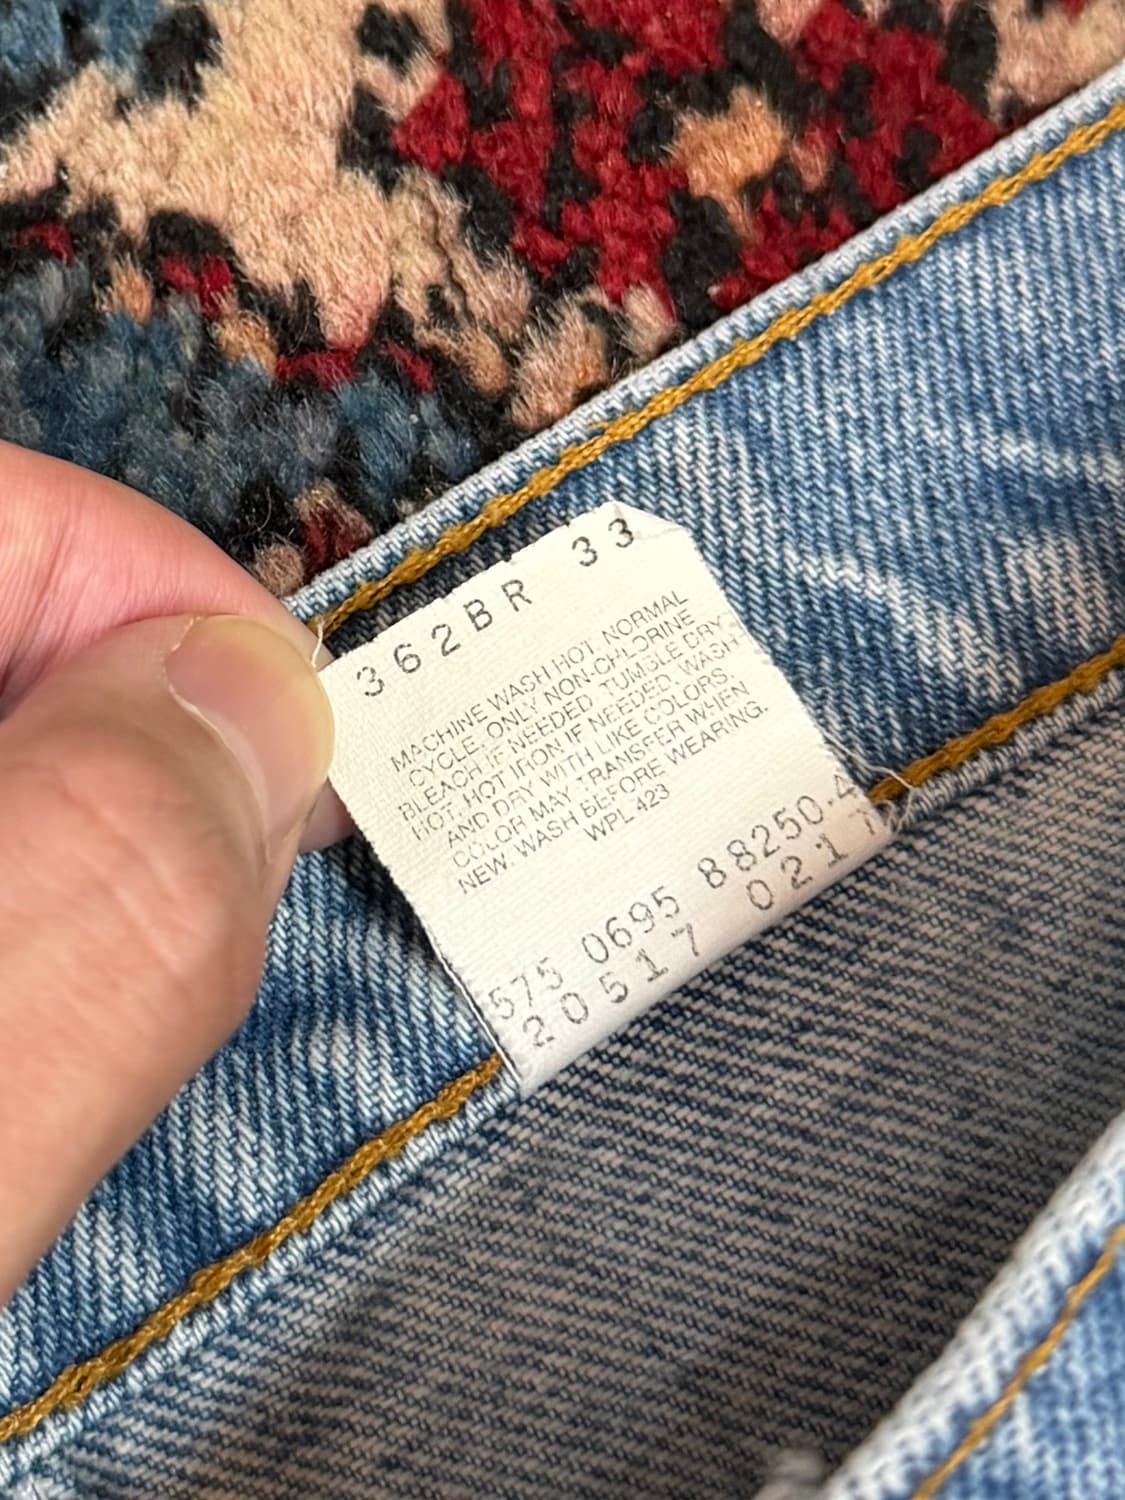 362BR 33
MACHINE WASH HOT, NORMAL
CYCLE. ONLY NON-CHLORINE
BLEACH IF NEEDED. TUMBLE DRY
HOT. HOT IRON IF NEEDED. WASH
AND DRY WITH LIKE COLORS.
COLOR MAY TRANSFER WHEN
NEW. WASH BEFORE WEARING.
WPL 423
575 0695 88250.4
20517 0217